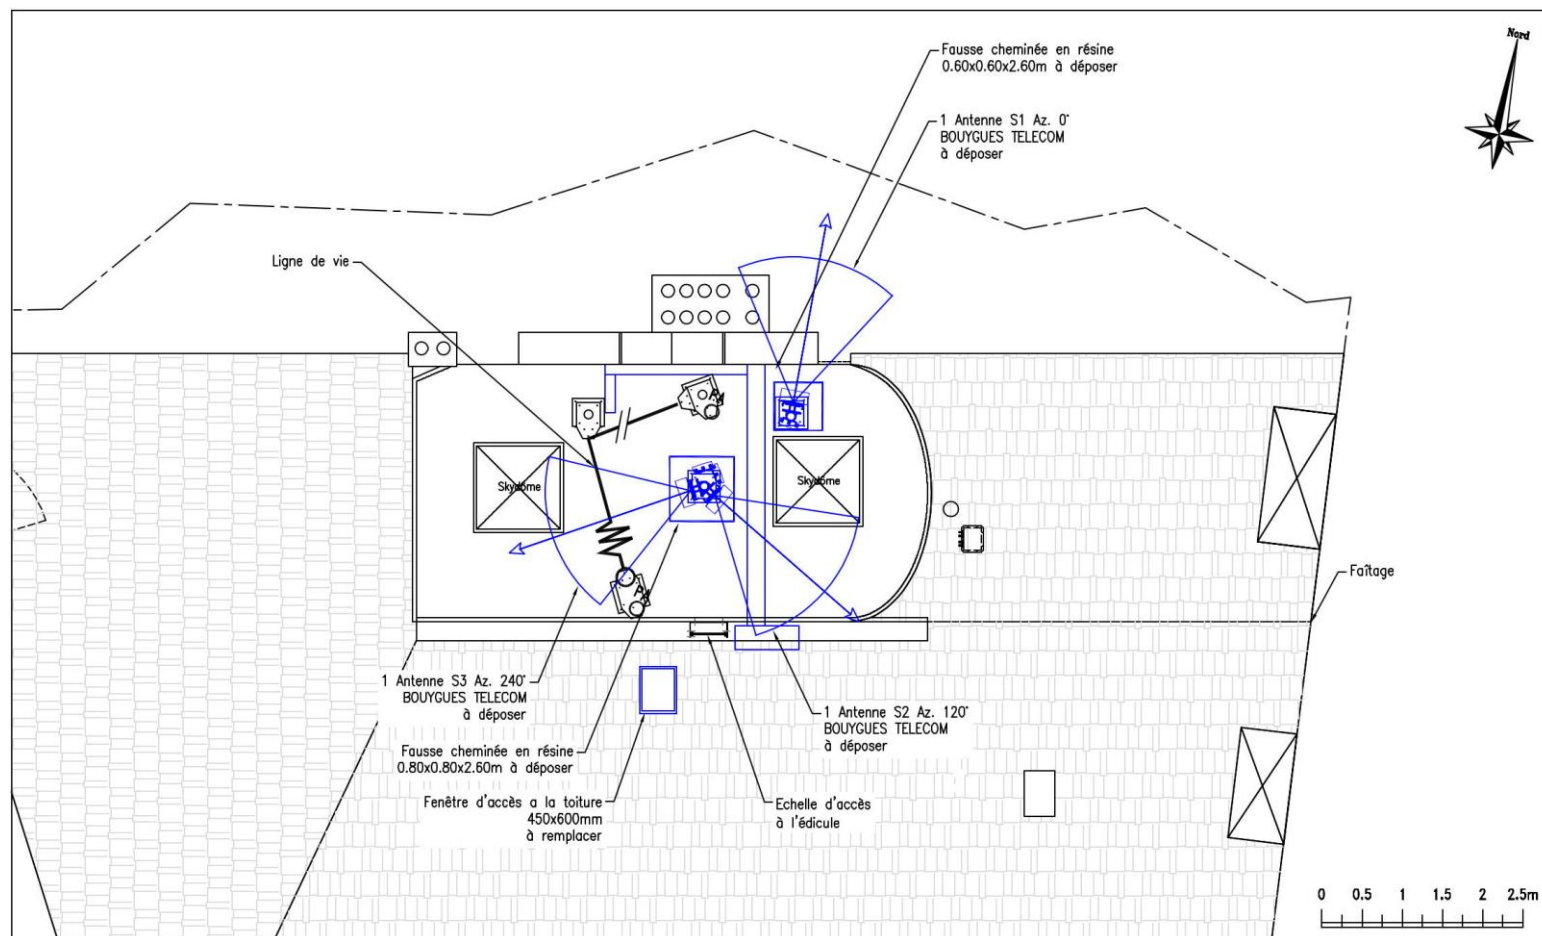 Nord
Fausse cheminée en résine
0.60x0.60x2.60m à déposer
1 Antenne S1 Az. 0°
BOUYGUES TELECOM
à déposer
Ligne de vie
Skydôme
Skydôme
Faîtage
1 Antenne S3 Az. 240°
BOUYGUES TELECOM
à déposer
1 Antenne S2 Az. 120°
BOUYGUES TELECOM
à déposer
Fausse cheminée en résine
0.80x0.80x2.60m à déposer
Fenêtre d'accès a la toiture
450x600mm
à remplacer
Echelle d'accès
à l'édicule
0 0.5 1 1.5 2 2.5m